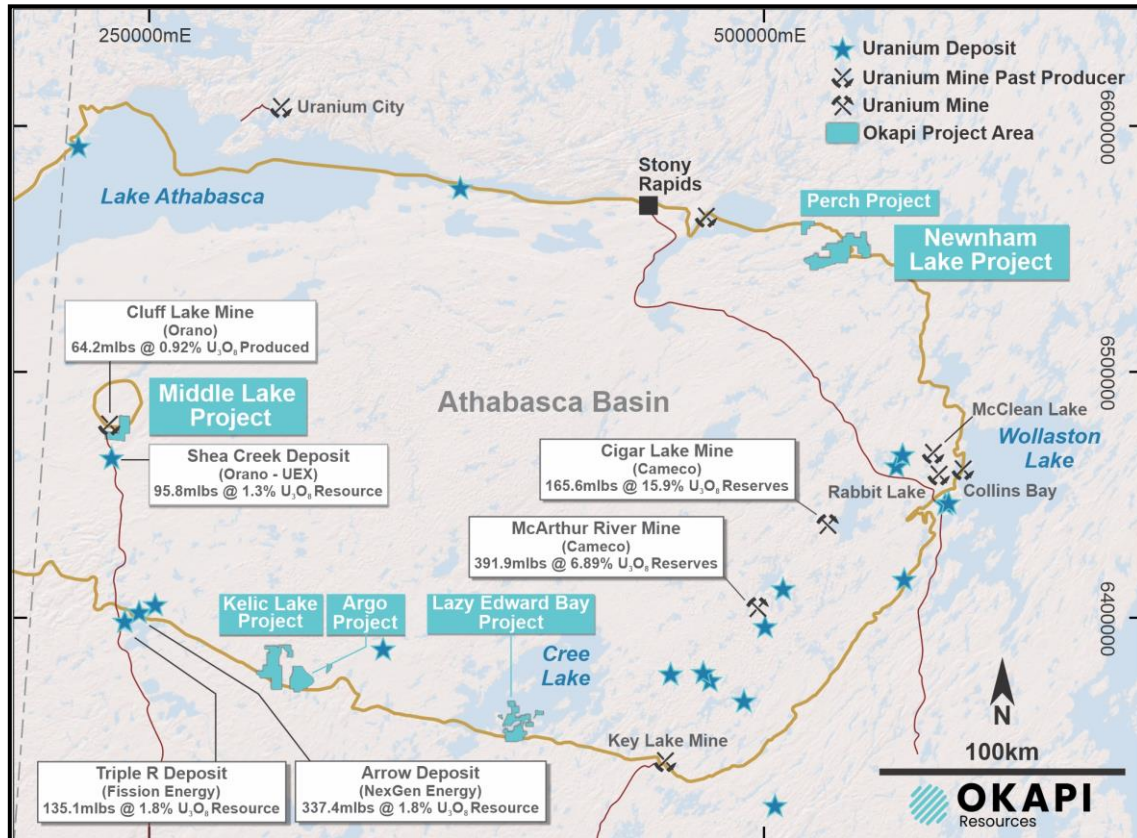 250000mE
500000mE
Uranium Deposit
Uranium Mine Past Producer
Uranium Mine
Okapi Project Area
Uranium City
6600000
Stony
Rapids
Lake Athabasca
Perch Project
Newnham
Lake Project
Cluff Lake Mine
(Orano)
64.2mlbs @ 0.92% U₃O₈ Produced
6500000
Middle Lake
Project
Athabasca Basin
McClean Lake
Wollaston
Lake
Shea Creek Deposit
(Orano - UEX)
95.8mlbs @ 1.3% U₃O₈ Resource
Cigar Lake Mine
(Cameco)
165.6mlbs @ 15.9% U₃O₈ Reserves
Rabbit Lake
Collins Bay
McArthur River Mine
(Cameco)
391.9mlbs @ 6.89% U₃O₈ Reserves
Kelic Lake
Project
Argo
Project
Lazy Edward Bay
Project
6400000
Cree
Lake
N
Key Lake Mine
100km
Triple R Deposit
(Fission Energy)
135.1mlbs @ 1.8% U₃O₈ Resource
Arrow Deposit
(NexGen Energy)
337.4mlbs @ 1.8% U₃O₈ Resource
OKAPI
Resources